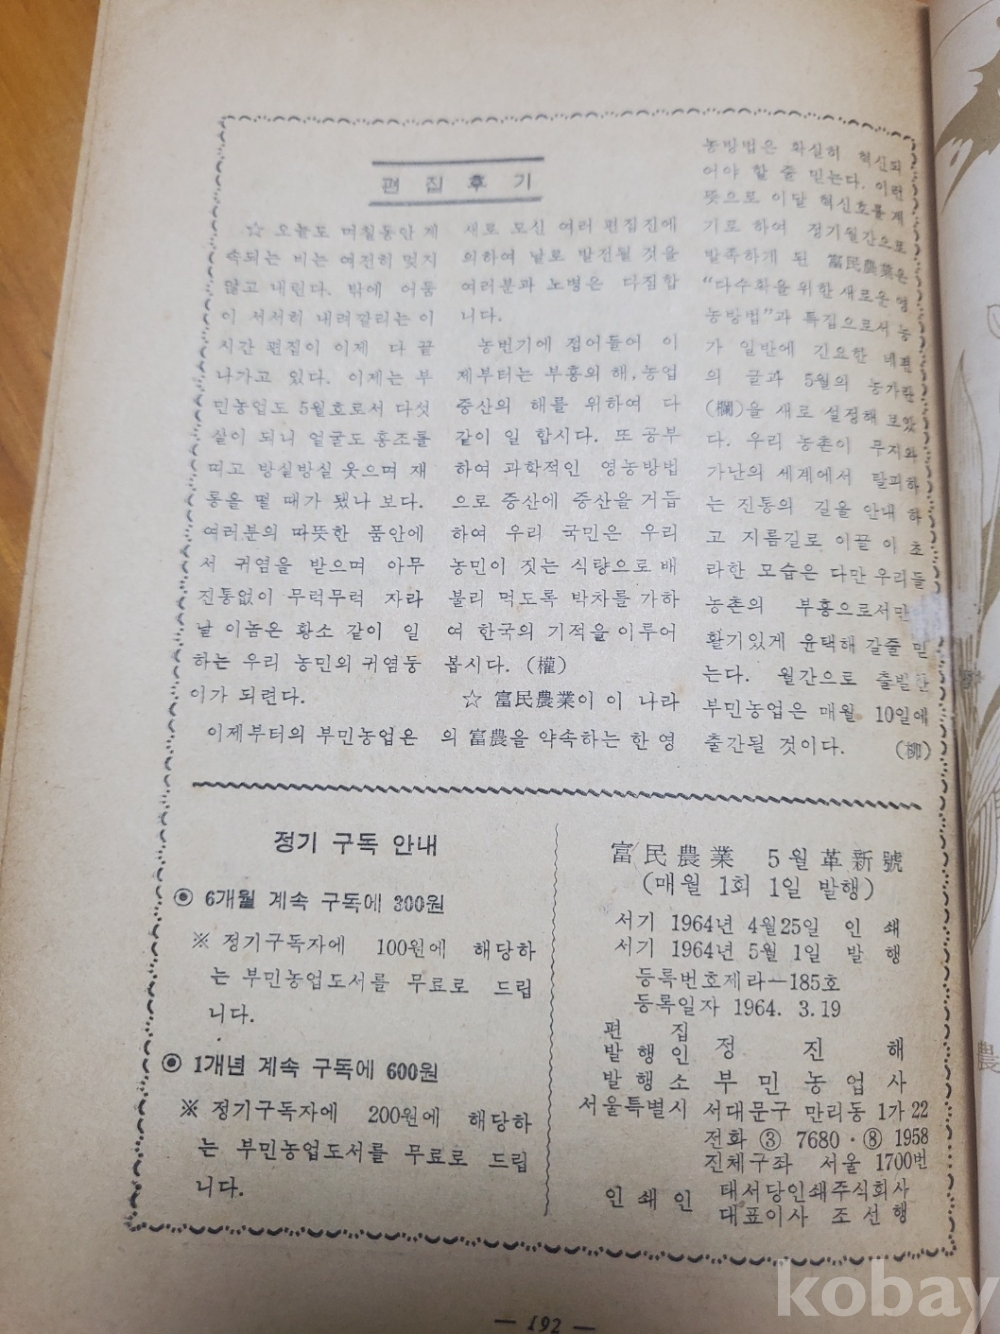 편 집 후 기
☆ 오늘도 며칠동안 계
속되는 비는 여전히 멎지
않고 내린다. 밖에 어둠
이 서서히 내려깔리는 이
시간 편집이 이제 다 끝
나가고 있다. 이제는 부
민농업도 5월호로서 다섯
살이 되니 얼굴도 홍조를
띠고 방실방실 웃으며 재
롱을 떨 때가 됐나 보다.
여러분의 따뜻한 품안에
서 귀염을 받으며 아무
진통없이 무럭무럭 자라
날 이놈은 황소 같이 일
하는 우리 농민의 귀염둥
이가 되련다.
이제부터의 부민농업은
새로 모신 여러 편집진에
의하여 날로 발전될 것을
여러분과 노병은 다짐합
니다.
농번기에 접어들어 이
제부터는 부흥의 해, 농업
증산의 해를 위하여 다
같이 일 합시다. 또 공부
하여 과학적인 영농방법
으로 증산에 증산을 거듭
하여 우리 국민은 우리
농민이 짓는 식량으로 배
불리 먹도록 박차를 가하
여 한국의 기적을 이루어
봅시다. (權)
☆ 富民農業이 이 나라
의 富農을 약속하는 한 영
농방법은 확실히 혁신되
어야 할 줄 믿는다. 이런
뜻으로 이달 혁신호를 계
기로 하여 정기월간으로
발족하게 된 富民農業은
“다수확을 위한 새로운 영
농방법”과 특집으로서 농
가 일반에 긴요한 네편
의 글과 5월의 농가란
(欄)을 새로 설정해 보았
다. 우리 농촌이 무지와
가난의 세계에서 탈피하
는 진통의 길을 안내 하
고 지름길로 이끌 이 초
라한 모습은 다만 우리들
농촌의 부흥으로서만
활기있게 윤택해 갈줄 믿
는다. 월간으로 출발한
부민농업은 매월 10일에
출간될 것이다. (柳)
정기 구독 안내
◉ 6개월 계속 구독에 300원
※ 정기구독자에 100원에 해당하
는 부민농업도서를 무료로 드립
니다.
◉ 1개년 계속 구독에 600원
※ 정기구독자에 200원에 해당하
는 부민농업도서를 무료로 드립
니다.
富民農業 5월革新號
(매월 1회 1일 발행)
서기 1964년 4월25일 인 쇄
서기 1964년 5월 1일 발 행
등록번호제라—185호
등록일자 1964. 3.19
편 집
발행인 정 진 해
발행소 부민농업사
서울특별시 서대문구 만리동 1가 22
전화 ③ 7680 · ⑧ 1958
진체구좌 서울 1700번
인쇄인 태서당인쇄주식회사
대표이사 조선행
— 192 —
kobay